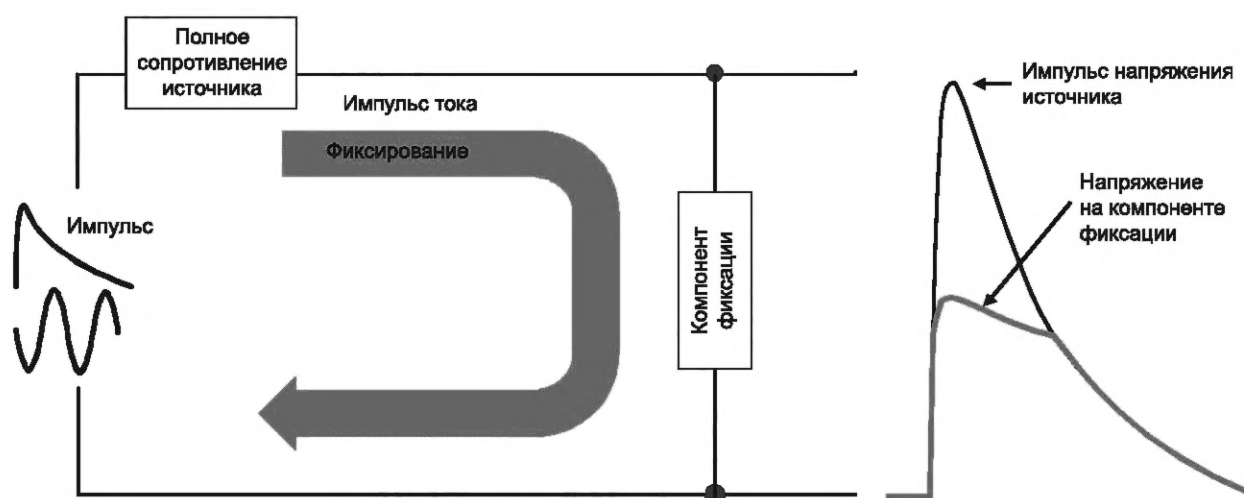 Полное
сопротивление
источника
Импульс тока
Фиксирование
Импульс
Компонент
фиксации
Импульс напряжения
источника
Напряжение
на компоненте
фиксации